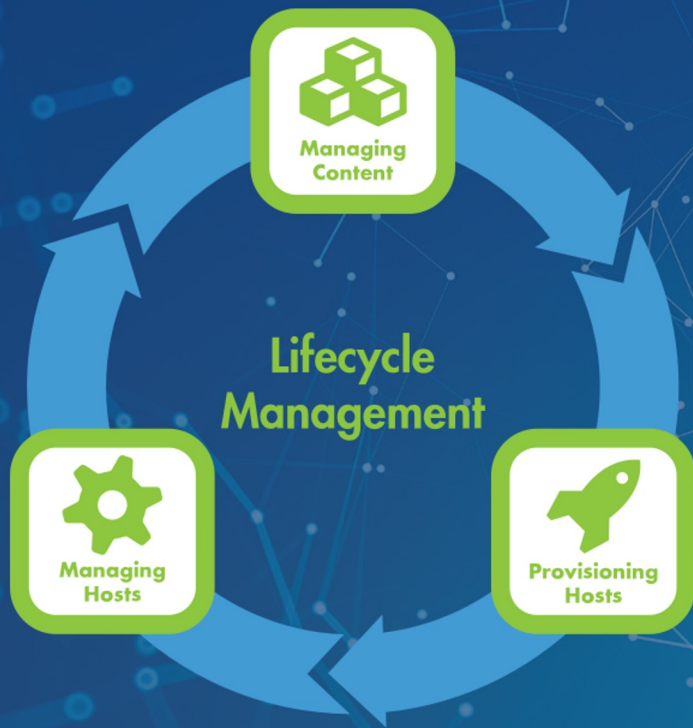 Managing
Content
Lifecycle
Management
Managing
Hosts
Provisioning
Hosts